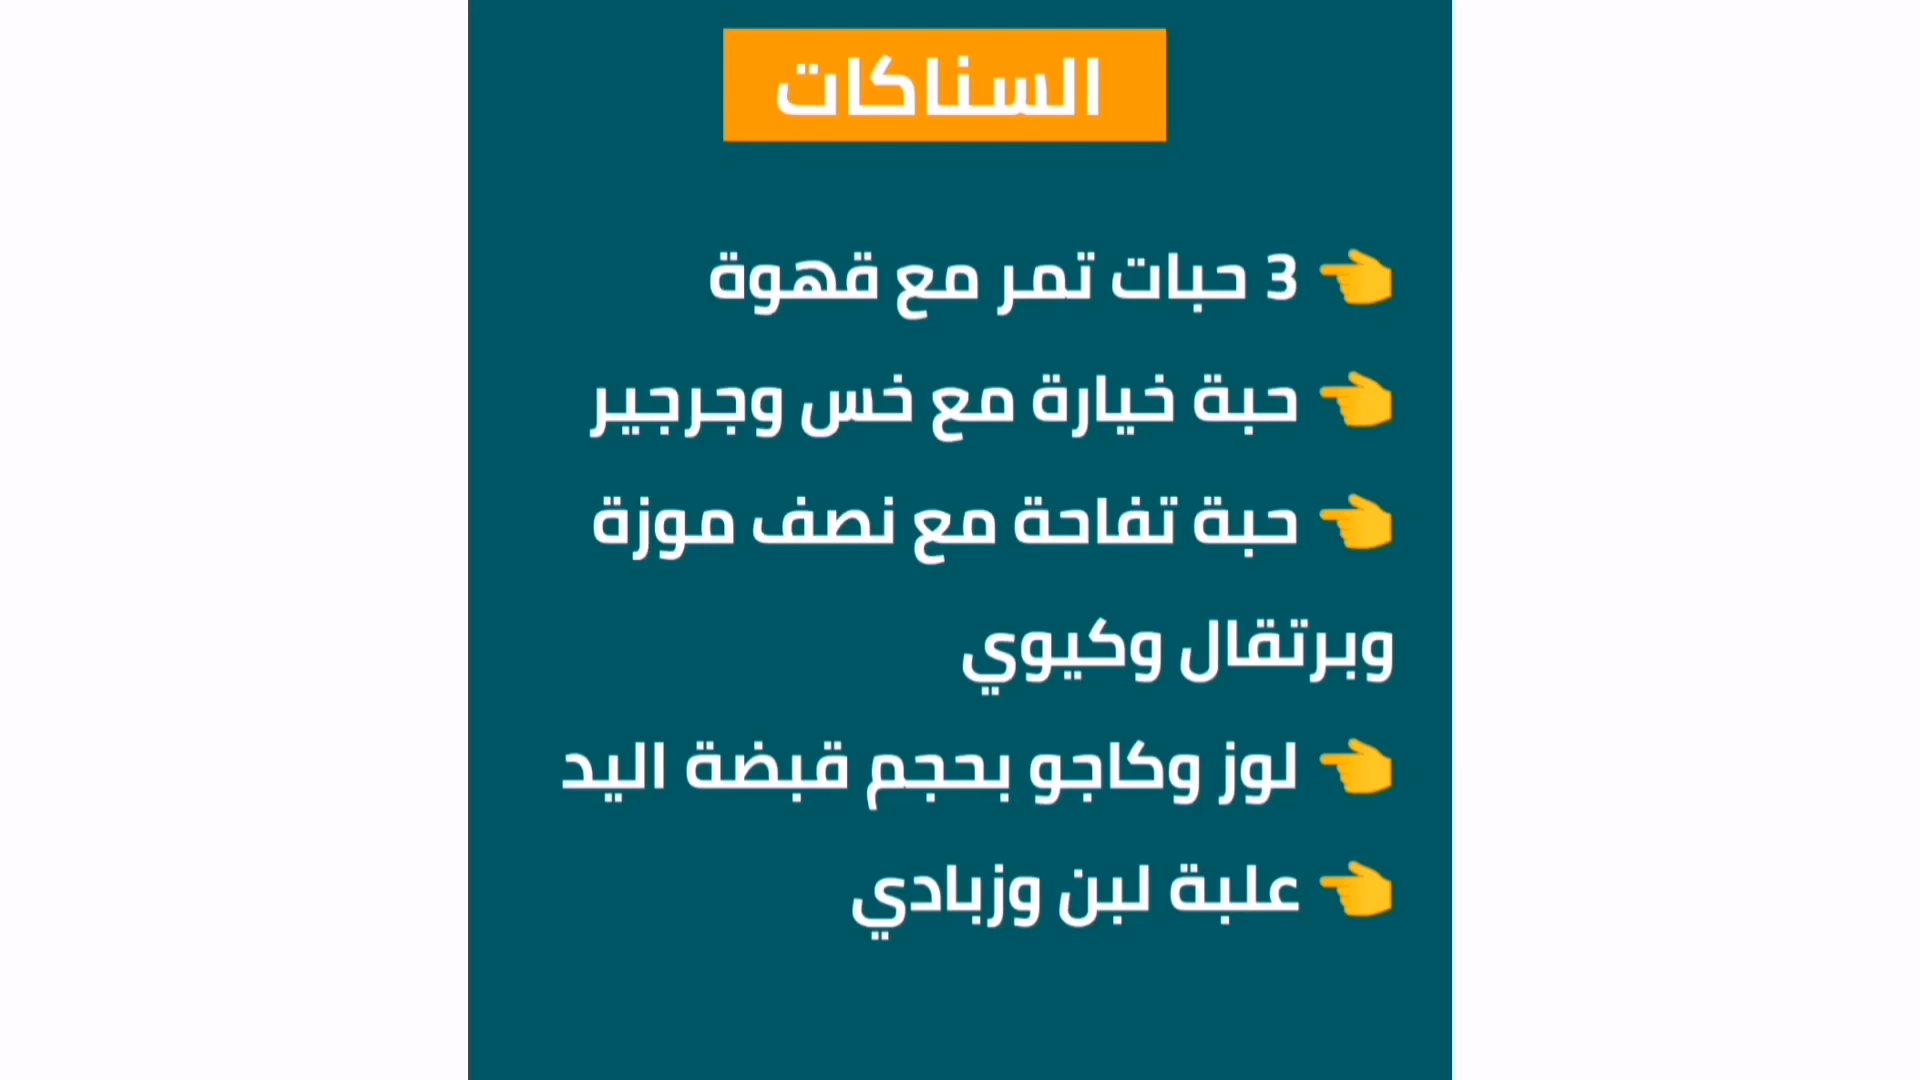 السناكات
👈 3 حبات تمر مع قهوة
👈 حبة خيارة مع خس وجرجير
👈 حبة تفاحة مع نصف موزة
وبرتقال وكيوي
👈 لوز وكاجو بحجم قبضة اليد
👈 علبة لبن وزبادي